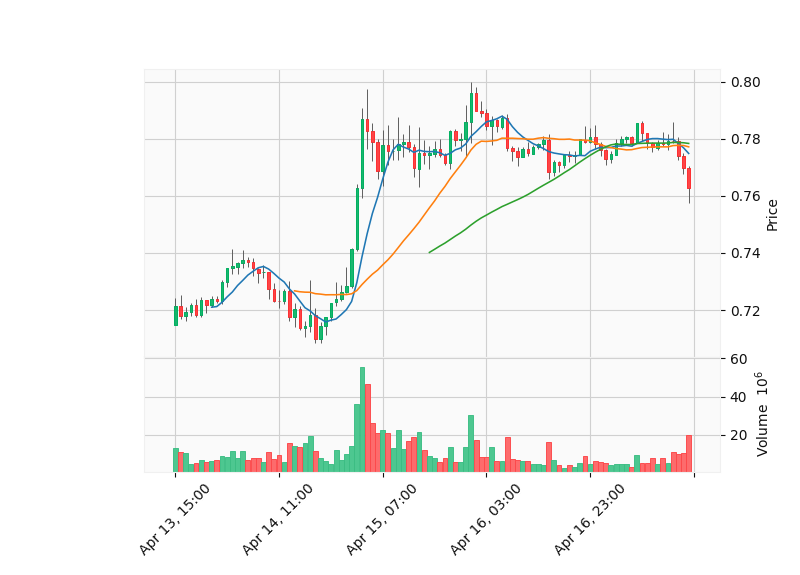 0.80
0.78
0.76
0.74
0.72
Price
60
40
20
Volume 10^6
Apr 13, 15:00
Apr 14, 11:00
Apr 15, 07:00
Apr 16, 03:00
Apr 16, 23:00